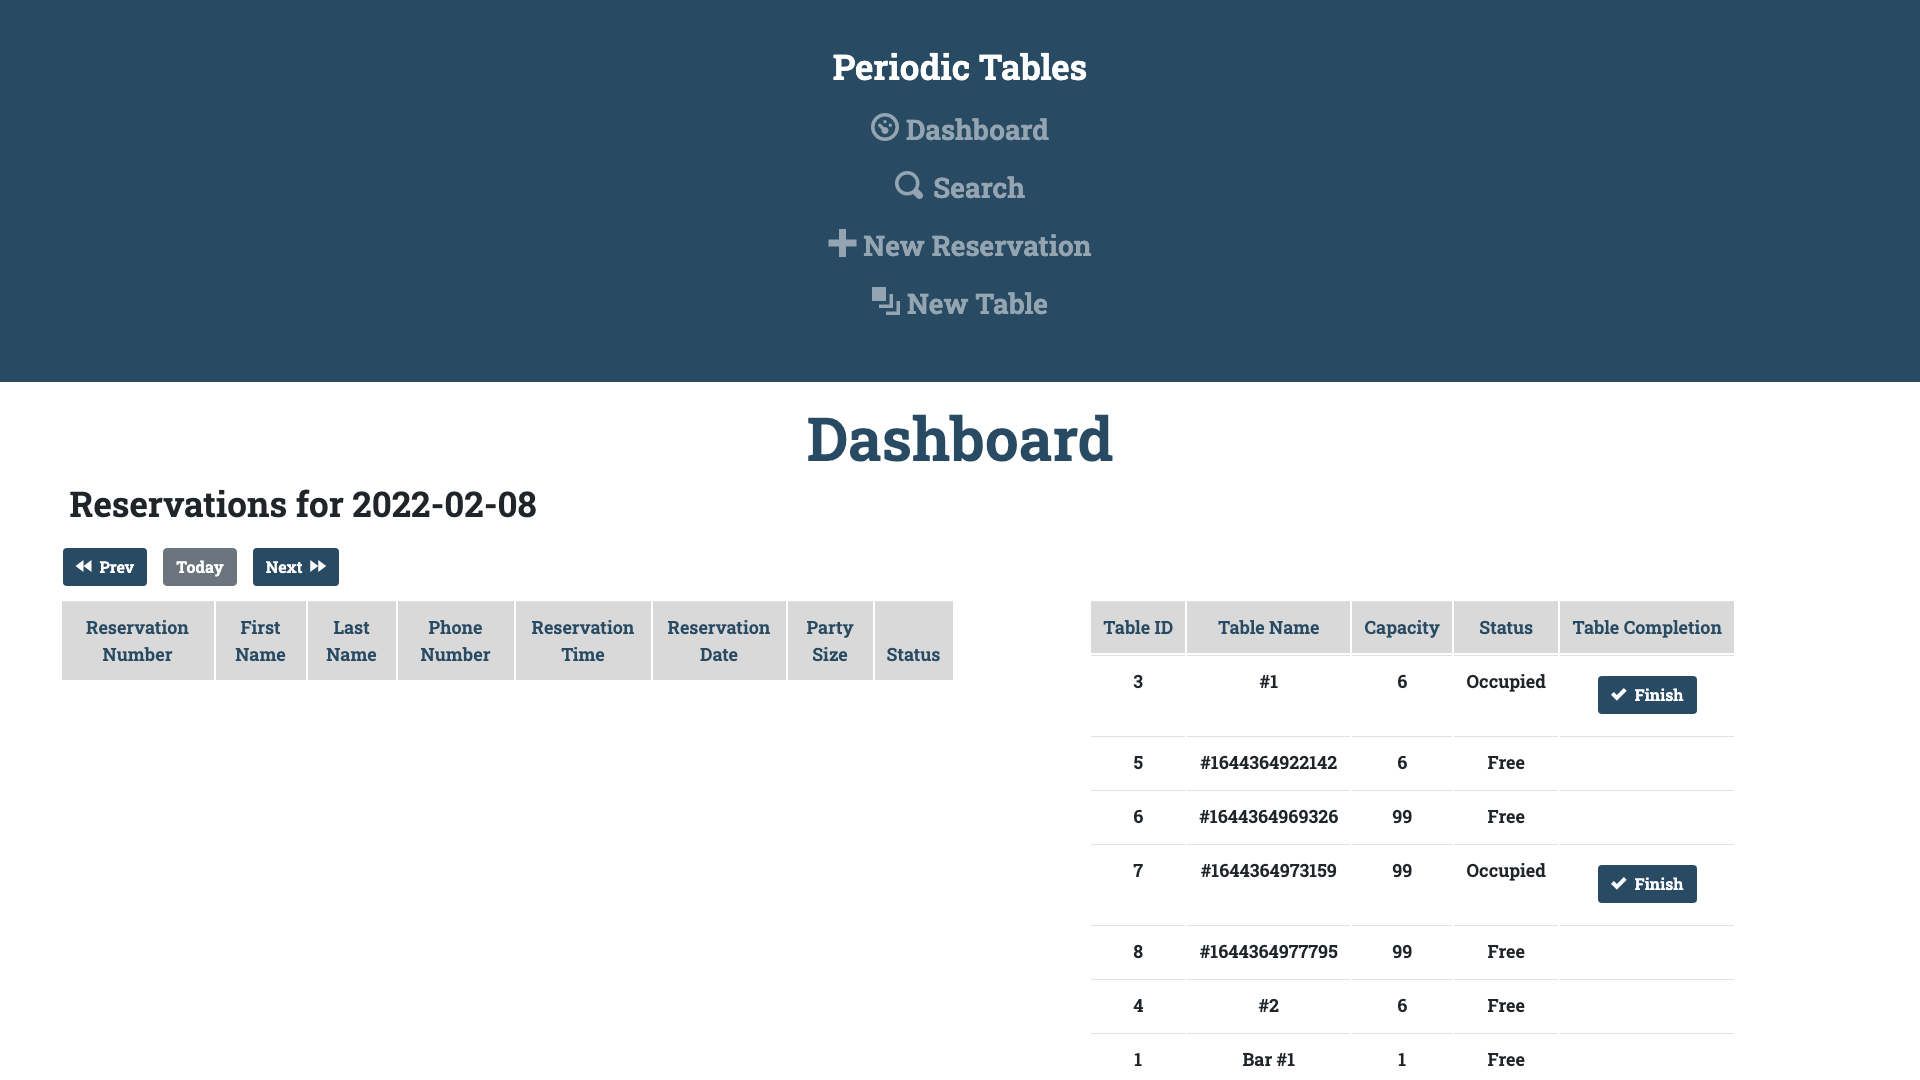 Periodic Tables
Dashboard
Search
New Reservation
New Table
Dashboard
Reservations for 2022-02-08
Prev Today Next
Reservation Number First Name Last Name Phone Number Reservation Time Reservation Date Party Size Status
Table ID Table Name Capacity Status Table Completion
3 #1 6 Occupied Finish
5 #1644364922142 6 Free
6 #1644364969326 99 Free
7 #1644364973159 99 Occupied Finish
8 #1644364977795 99 Free
4 #2 6 Free
1 Bar #1 1 Free